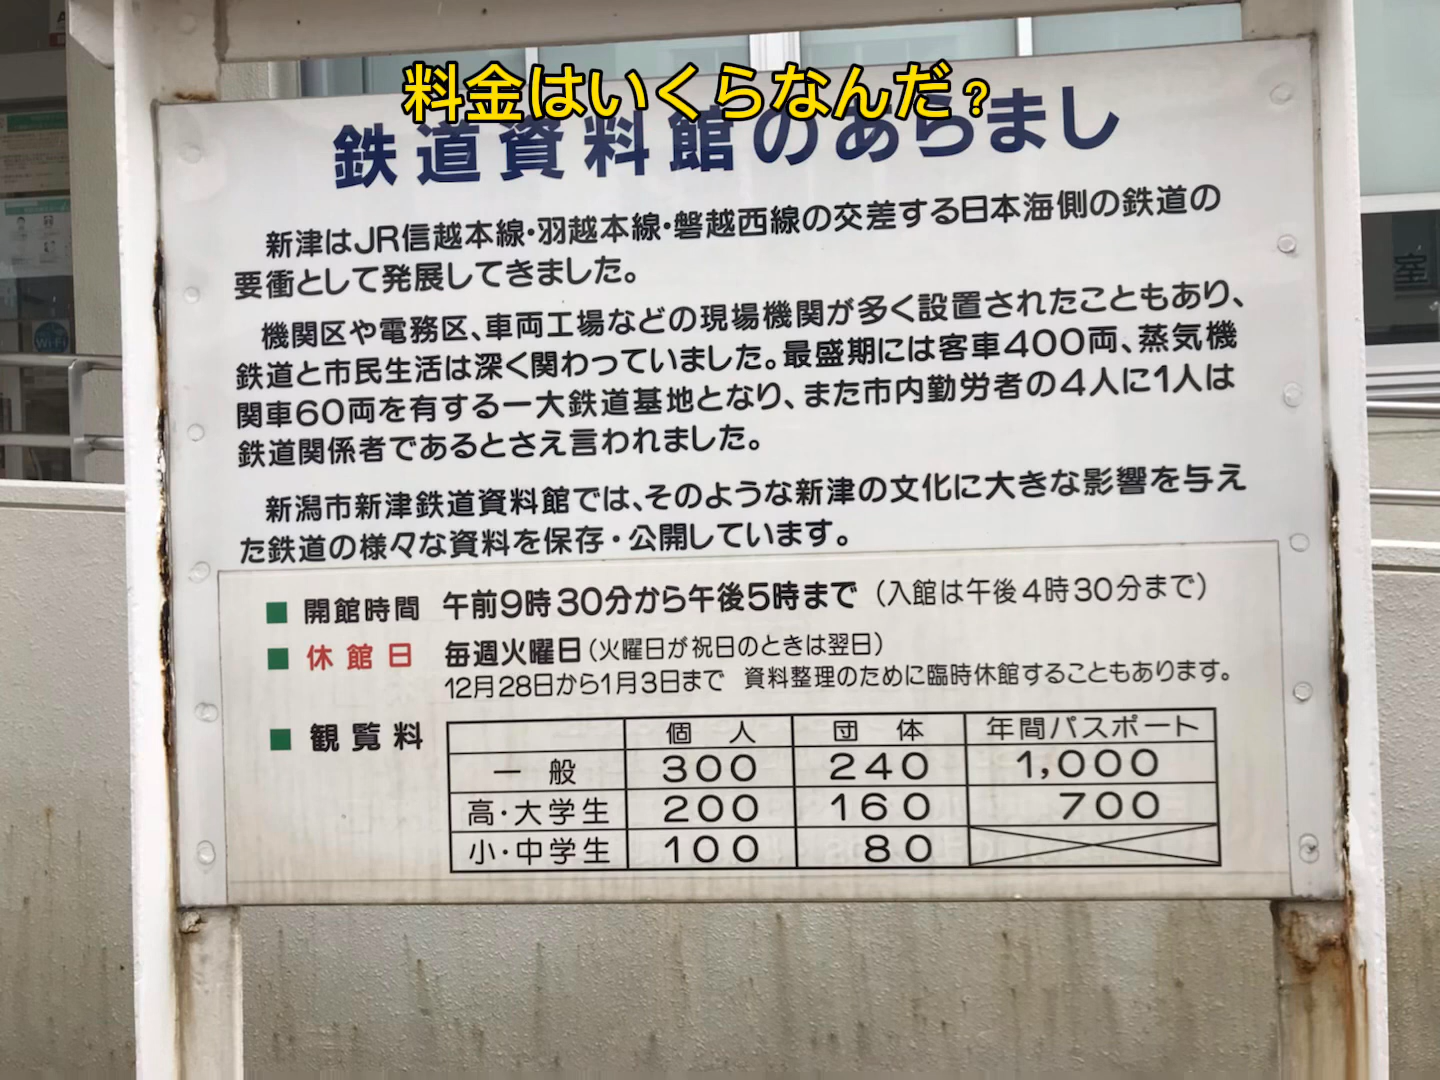 料金はいくらなんだ?
鉄道資料館のあらまし
新津はJR信越本線・羽越本線・磐越西線の交差する日本海側の鉄道の
要衝として発展してきました。
機関区や電務区、車両工場などの現場機関が多く設置されたこともあり、
鉄道と市民生活は深く関わっていました。最盛期には客車400両、蒸気機
関車60両を有する一大鉄道基地となり、また市内勤労者の4人に1人は
鉄道関係者であるとさえ言われました。
新潟市新津鉄道資料館では、そのような新津の文化に大きな影響を与え
た鉄道の様々な資料を保存・公開しています。
■ 開館時間 午前9時30分から午後5時まで (入館は午後4時30分まで)
■ 休館日 毎週火曜日(火曜日が祝日のときは翌日)
12月28日から1月3日まで 資料整理のために臨時休館することもあります。
■ 観覧料 個人 団体 年間パスポート
一般 300 240 1,000
高・大学生 200 160 700
小・中学生 100 80
室
Wi-Fi